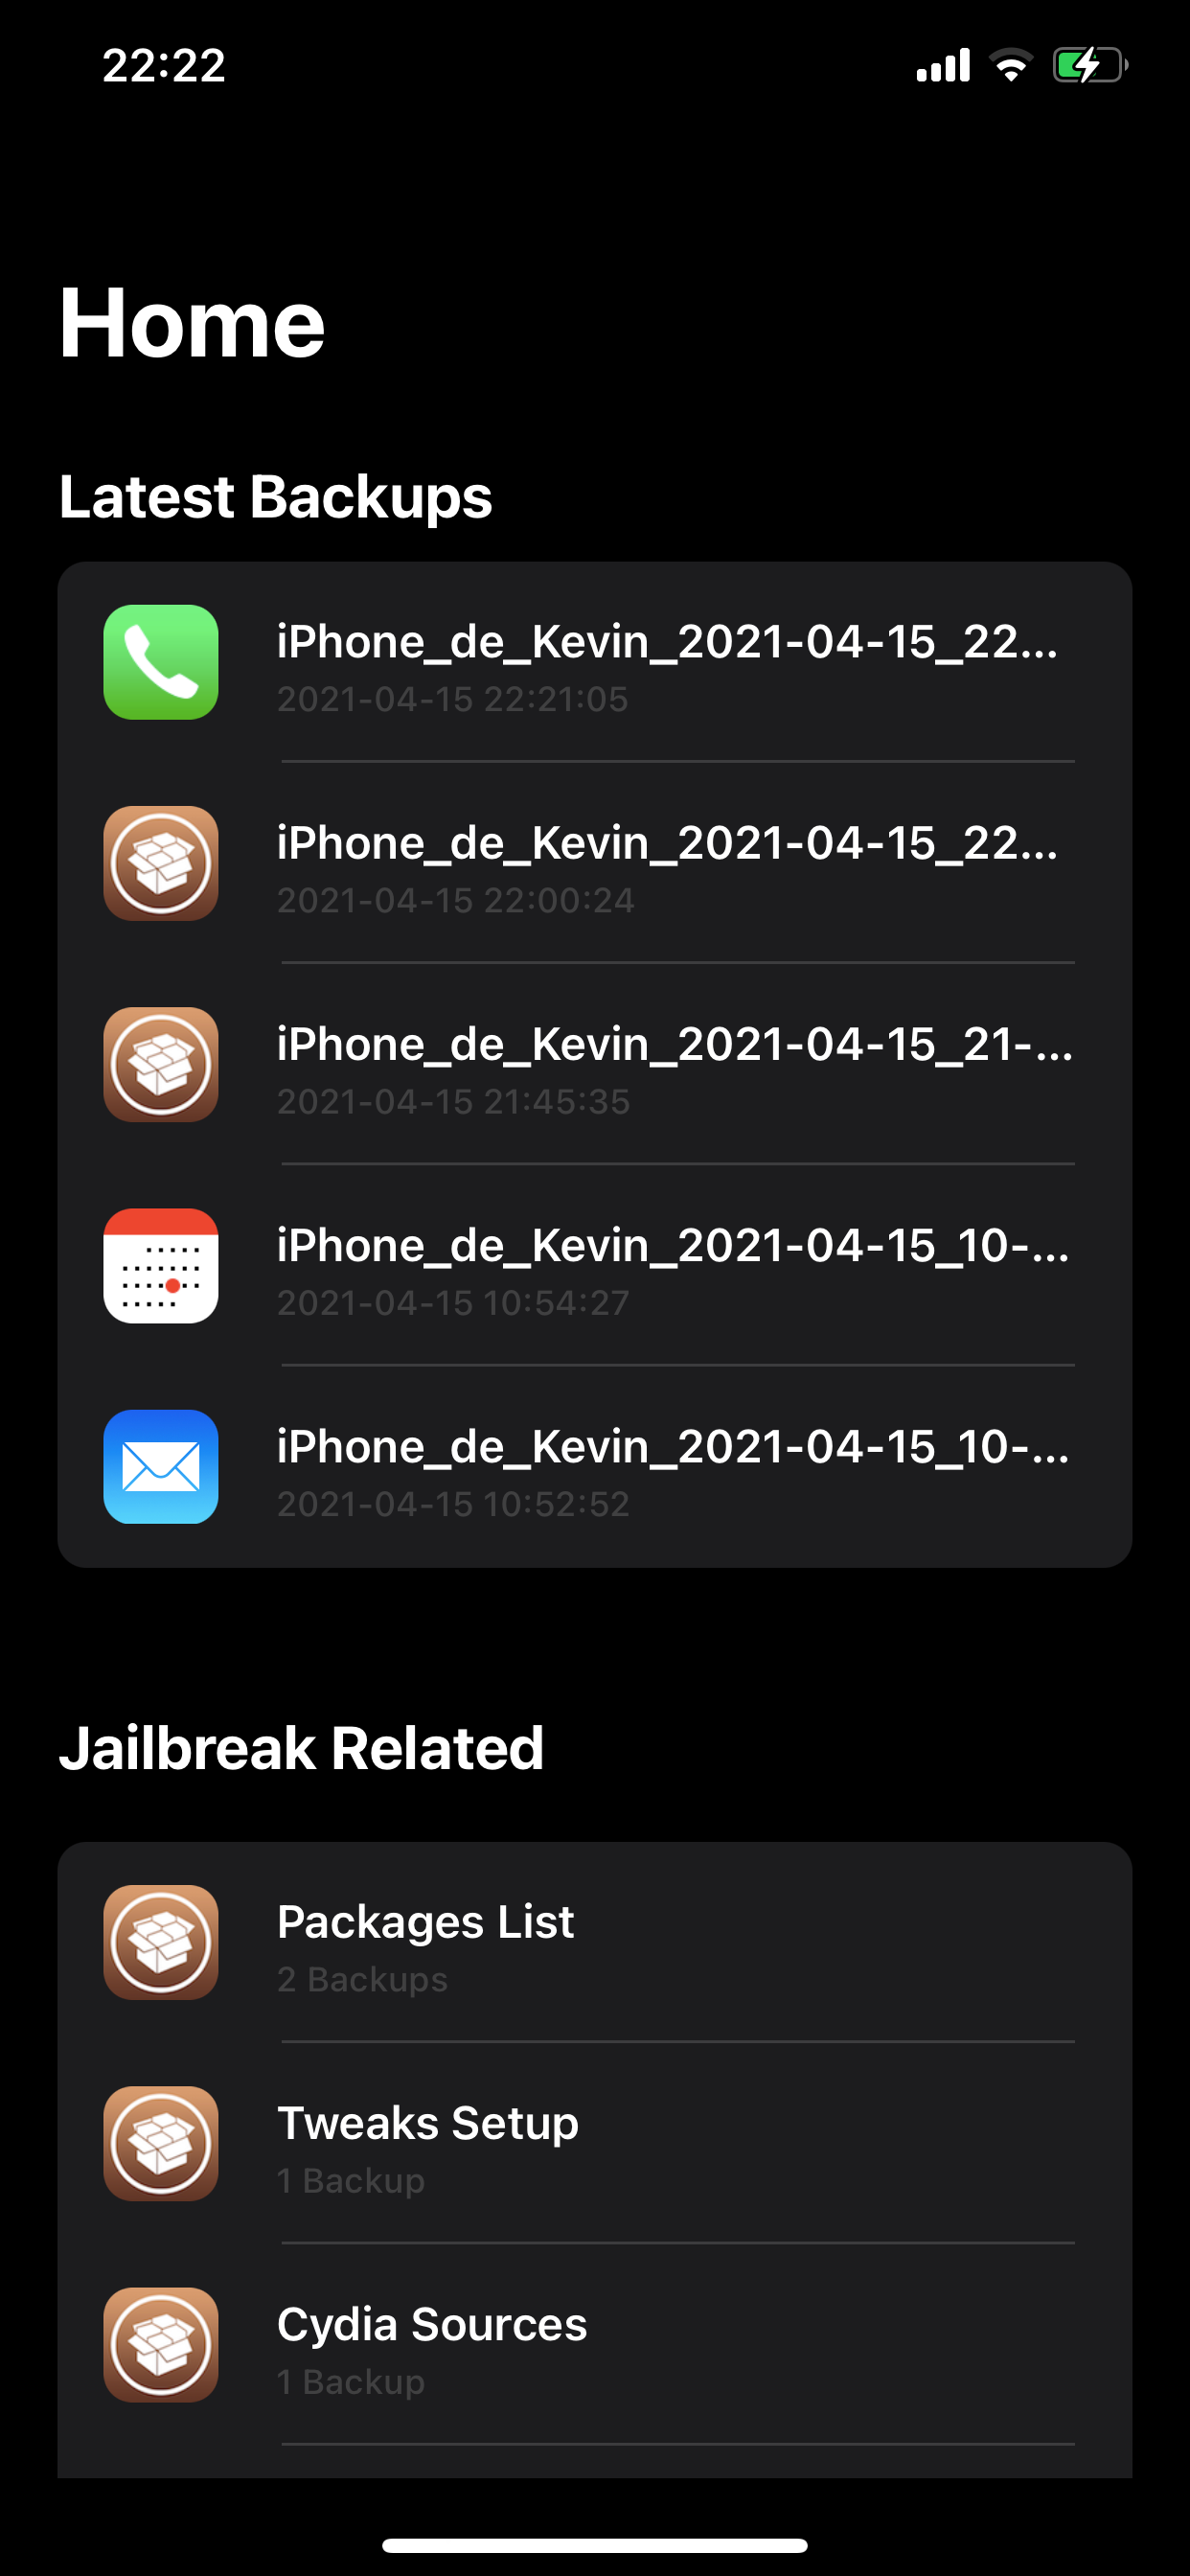 22:22
Home
Latest Backups
iPhone_de_Kevin_2021-04-15_22...
2021-04-15 22:21:05
iPhone_de_Kevin_2021-04-15_22...
2021-04-15 22:00:24
iPhone_de_Kevin_2021-04-15_21-...
2021-04-15 21:45:35
iPhone_de_Kevin_2021-04-15_10-...
2021-04-15 10:54:27
iPhone_de_Kevin_2021-04-15_10-...
2021-04-15 10:52:52
Jailbreak Related
Packages List
2 Backups
Tweaks Setup
1 Backup
Cydia Sources
1 Backup